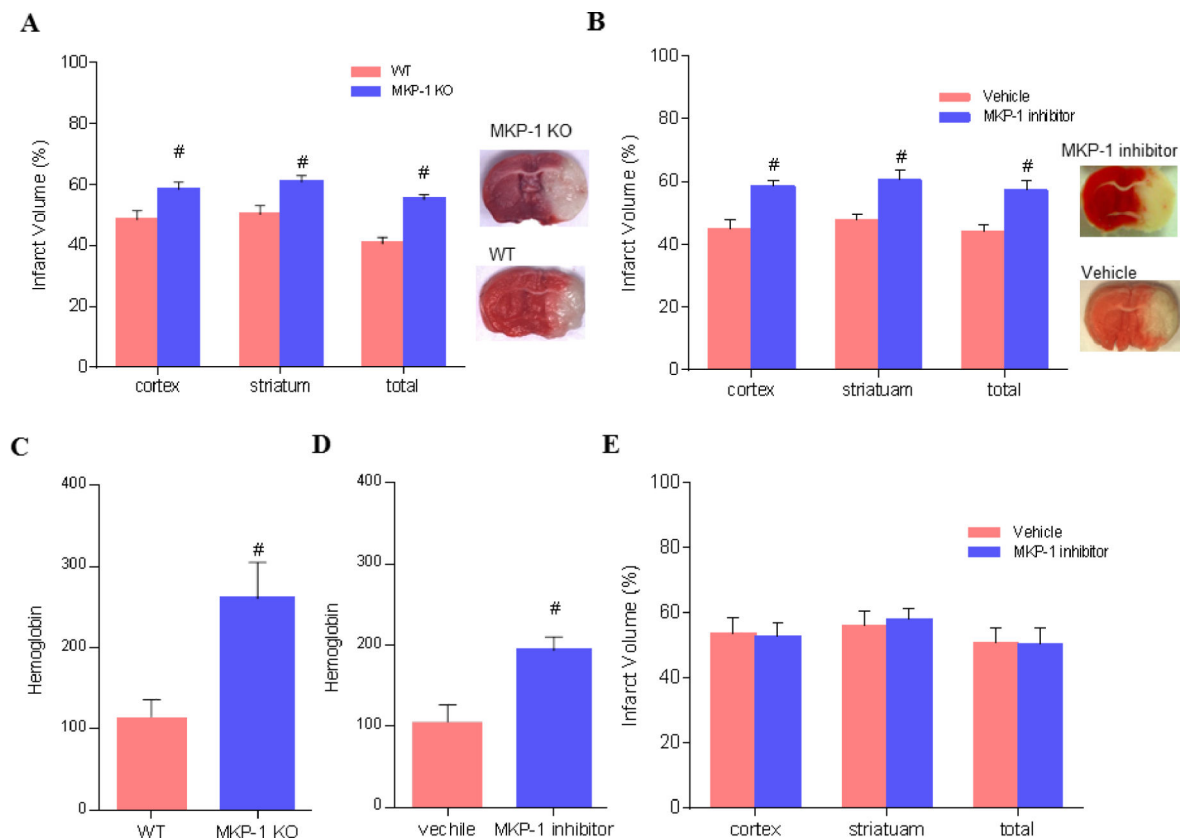 A
100
80
60
40
20
0
Infarct Volume (%)
WT
MKP-1 KO
#
#
#
cortex
striatum
total
MKP-1 KO
WT
B
100
80
60
40
20
0
Infarct Volume (%)
Vehicle
MKP-1 inhibitor
#
#
#
cortex
striatuam
total
MKP-1 inhibitor
Vehicle
C
400
300
200
100
0
Hemoglobin
#
WT
MKP-1 KO
D
400
300
200
100
0
Hemoglobin
#
vechile
MKP-1 inhibitor
E
100
80
60
40
20
0
Infarct Volume (%)
Vehicle
MKP-1 inhibitor
cortex
striatuam
total